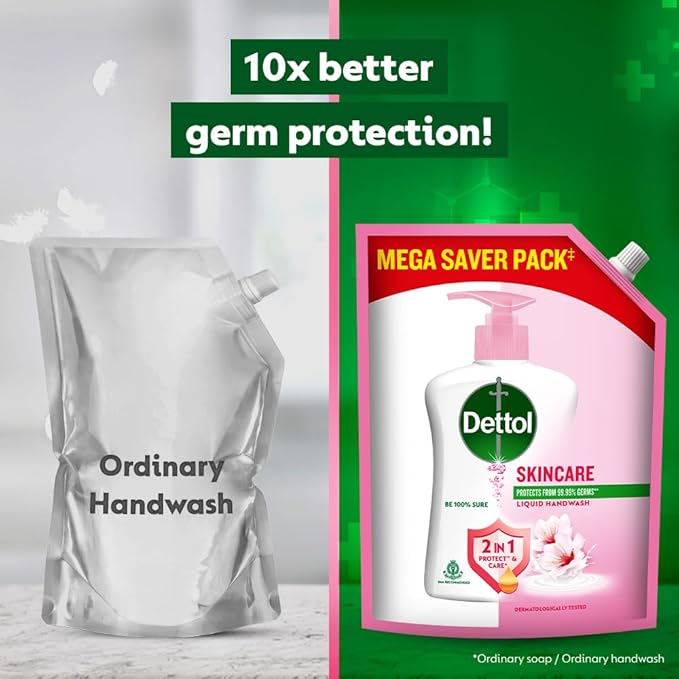 10x better
germ protection!
Ordinary
Handwash
MEGA SAVER PACK‡
Dettol
SKINCARE
PROTECTS FROM 99.99% GERMS***
LIQUID HANDWASH
BE 100% SURE
2 IN 1
PROTECT™ &
CARE*
DERMATOLOGICALLY TESTED
*Ordinary soap / Ordinary handwash